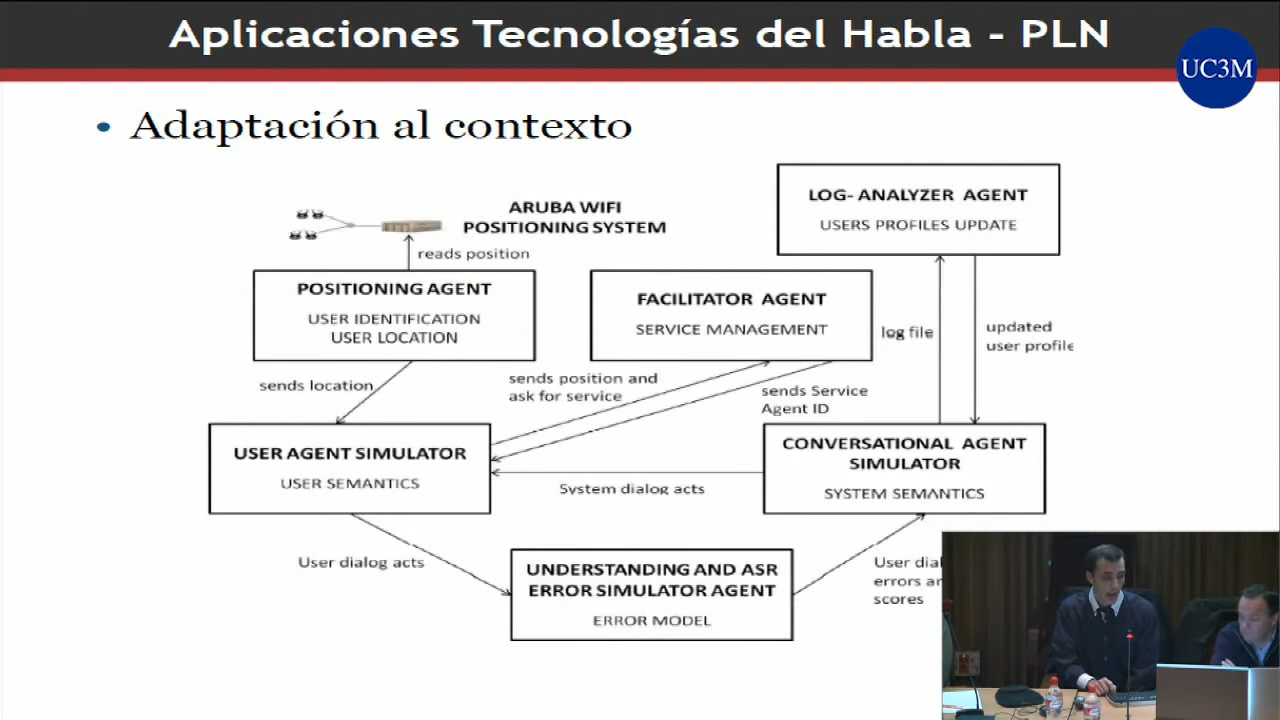 Aplicaciones Tecnologías del Habla - PLN
UC3M
• Adaptación al contexto
ARUBA WIFI
POSITIONING SYSTEM
reads position
LOG- ANALYZER AGENT
USERS PROFILES UPDATE
POSITIONING AGENT
USER IDENTIFICATION
USER LOCATION
FACILITATOR AGENT
SERVICE MANAGEMENT
log file
updated
user profile
sends location
sends position and
ask for service
sends Service
Agent ID
USER AGENT SIMULATOR
USER SEMANTICS
CONVERSATIONAL AGENT
SIMULATOR
SYSTEM SEMANTICS
System dialog acts
User dialog acts
UNDERSTANDING AND ASR
ERROR SIMULATOR AGENT
ERROR MODEL
User
errors
scores